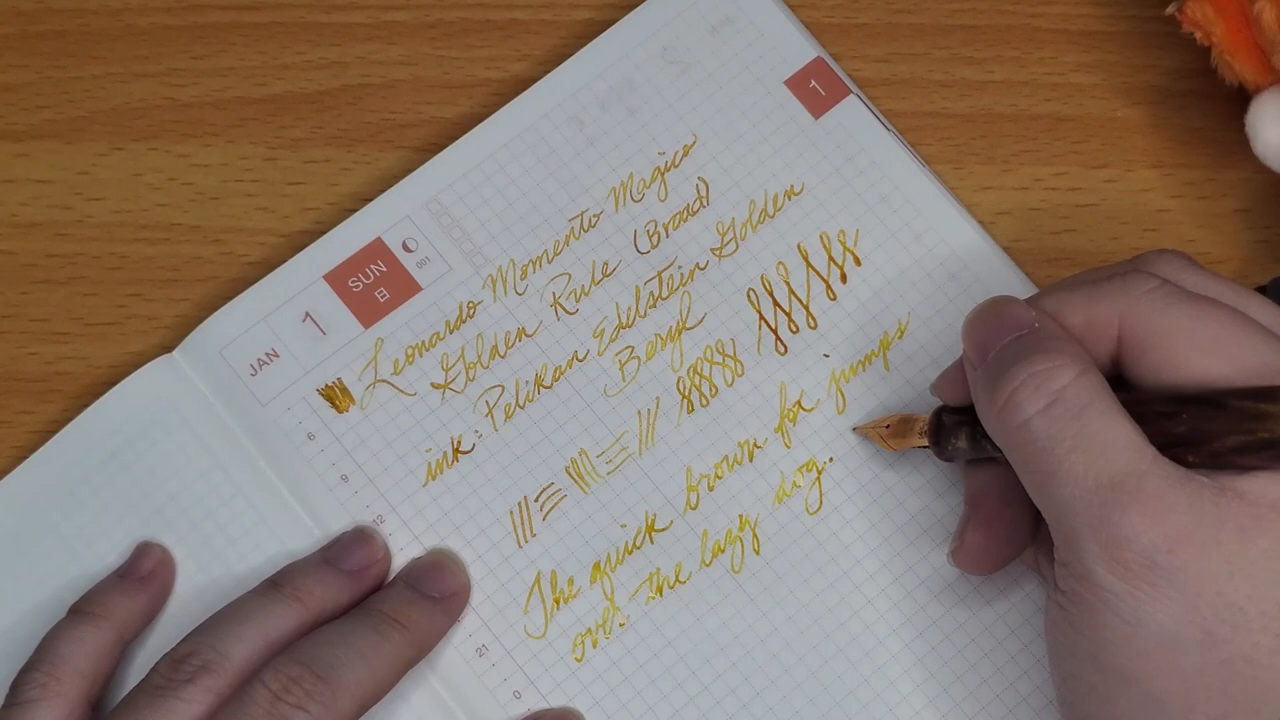 1
JAN
1
SUN
日
001
Leonardo Momento Magico
Golden Rule (Broad)
ink: Pelikan Edelstein Golden
Beryl
The quick brown fox jumps
over the lazy dog.
6
9
12
21
0